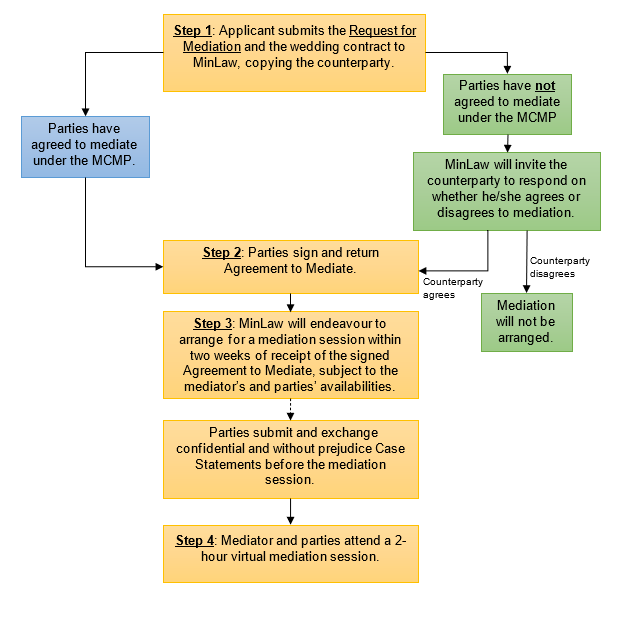 Step 1: Applicant submits the Request for
Mediation and the wedding contract to
MinLaw, copying the counterparty.
Parties have
agreed to mediate
under the MCMP.
Parties have not
agreed to mediate
under the MCMP
MinLaw will invite the
counterparty to respond on
whether he/she agrees or
disagrees to mediation.
Counterparty
agrees
Counterparty
disagrees
Mediation
will not be
arranged.
Step 2: Parties sign and return
Agreement to Mediate.
Step 3: MinLaw will endeavour to
arrange for a mediation session within
two weeks of receipt of the signed
Agreement to Mediate, subject to the
mediator's and parties' availabilities.
Parties submit and exchange
confidential and without prejudice Case
Statements before the mediation
session.
Step 4: Mediator and parties attend a 2-
hour virtual mediation session.